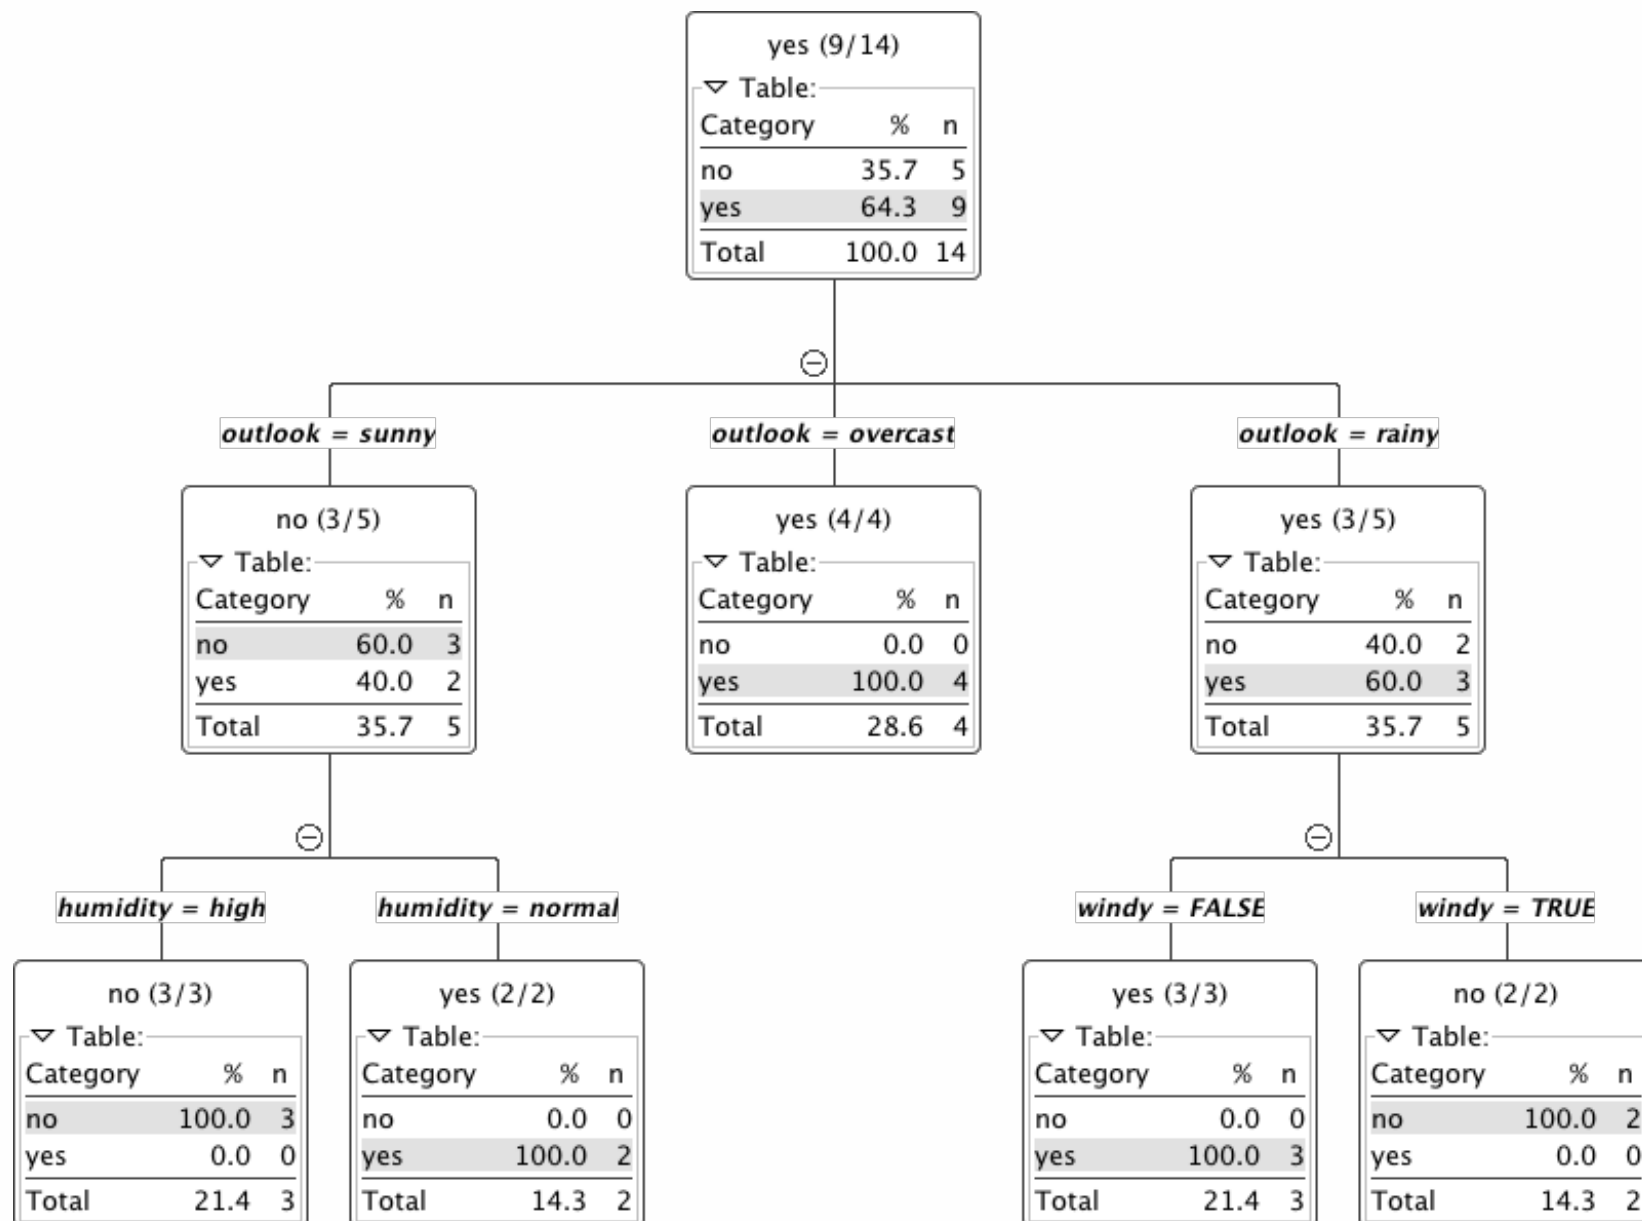 yes (9/14)
Table:
Category % n
no 35.7 5
yes 64.3 9
Total 100.0 14
outlook = sunny
outlook = overcast
outlook = rainy
no (3/5)
Table:
Category % n
no 60.0 3
yes 40.0 2
Total 35.7 5
yes (4/4)
Table:
Category % n
no 0.0 0
yes 100.0 4
Total 28.6 4
yes (3/5)
Table:
Category % n
no 40.0 2
yes 60.0 3
Total 35.7 5
humidity = high
humidity = normal
windy = FALSE
windy = TRUE
no (3/3)
Table:
Category % n
no 100.0 3
yes 0.0 0
Total 21.4 3
yes (2/2)
Table:
Category % n
no 0.0 0
yes 100.0 2
Total 14.3 2
yes (3/3)
Table:
Category % n
no 0.0 0
yes 100.0 3
Total 21.4 3
no (2/2)
Table:
Category % n
no 100.0 2
yes 0.0 0
Total 14.3 2